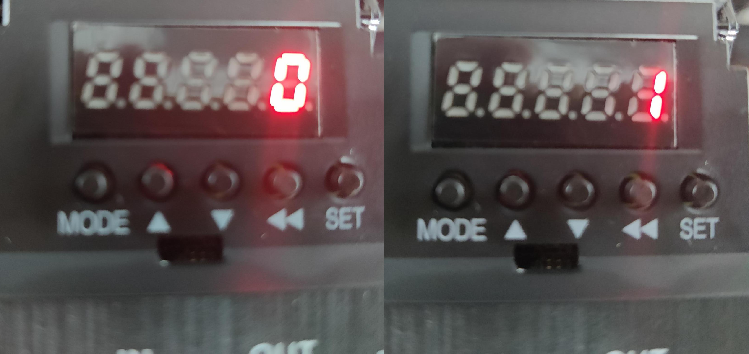 0
MODE ▲ ▼ ◀◀ SET
1
MODE ▲ ▼ ◀◀ SET